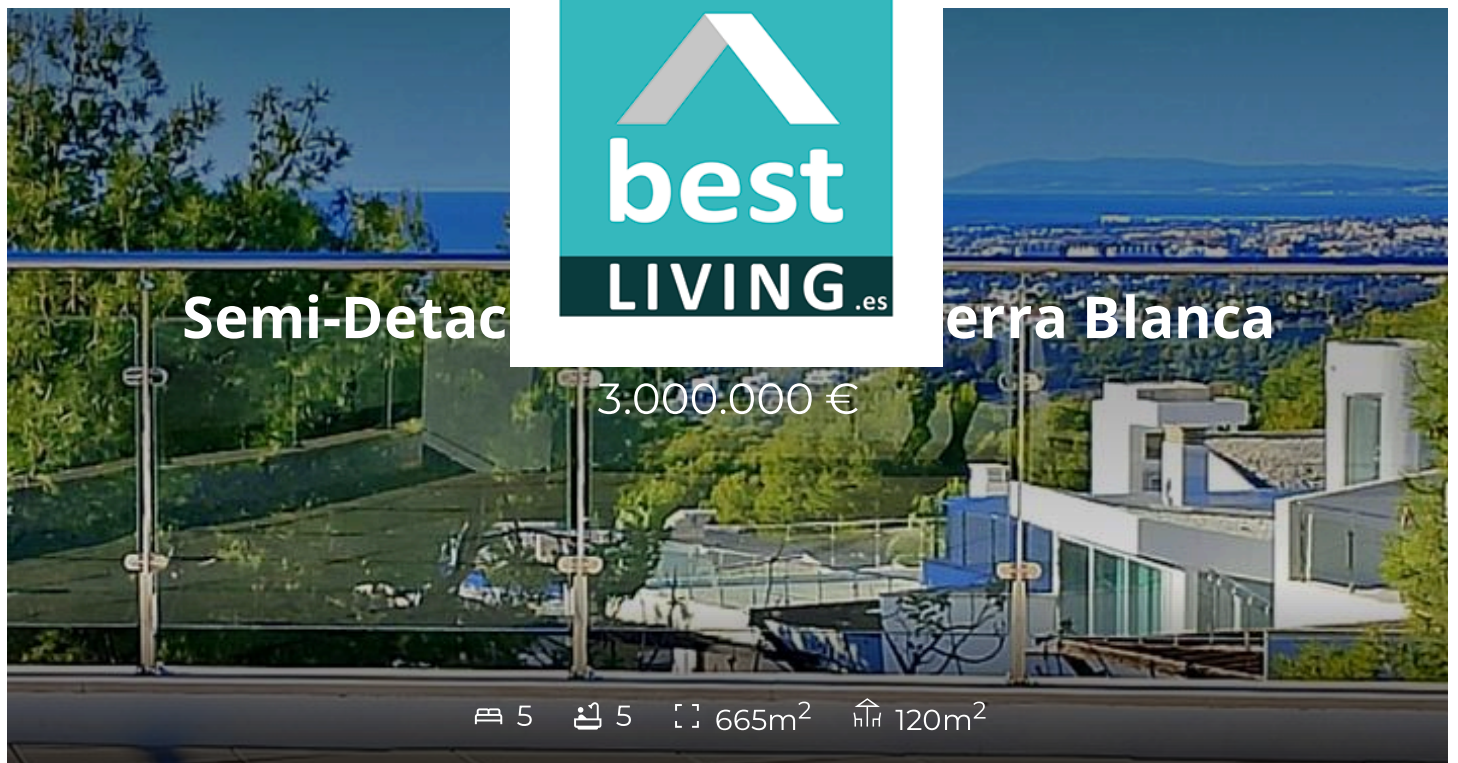 best
LIVING.es
Semi-Detac erra Blanca
3.000.000 €
5 5 665m² 120m²